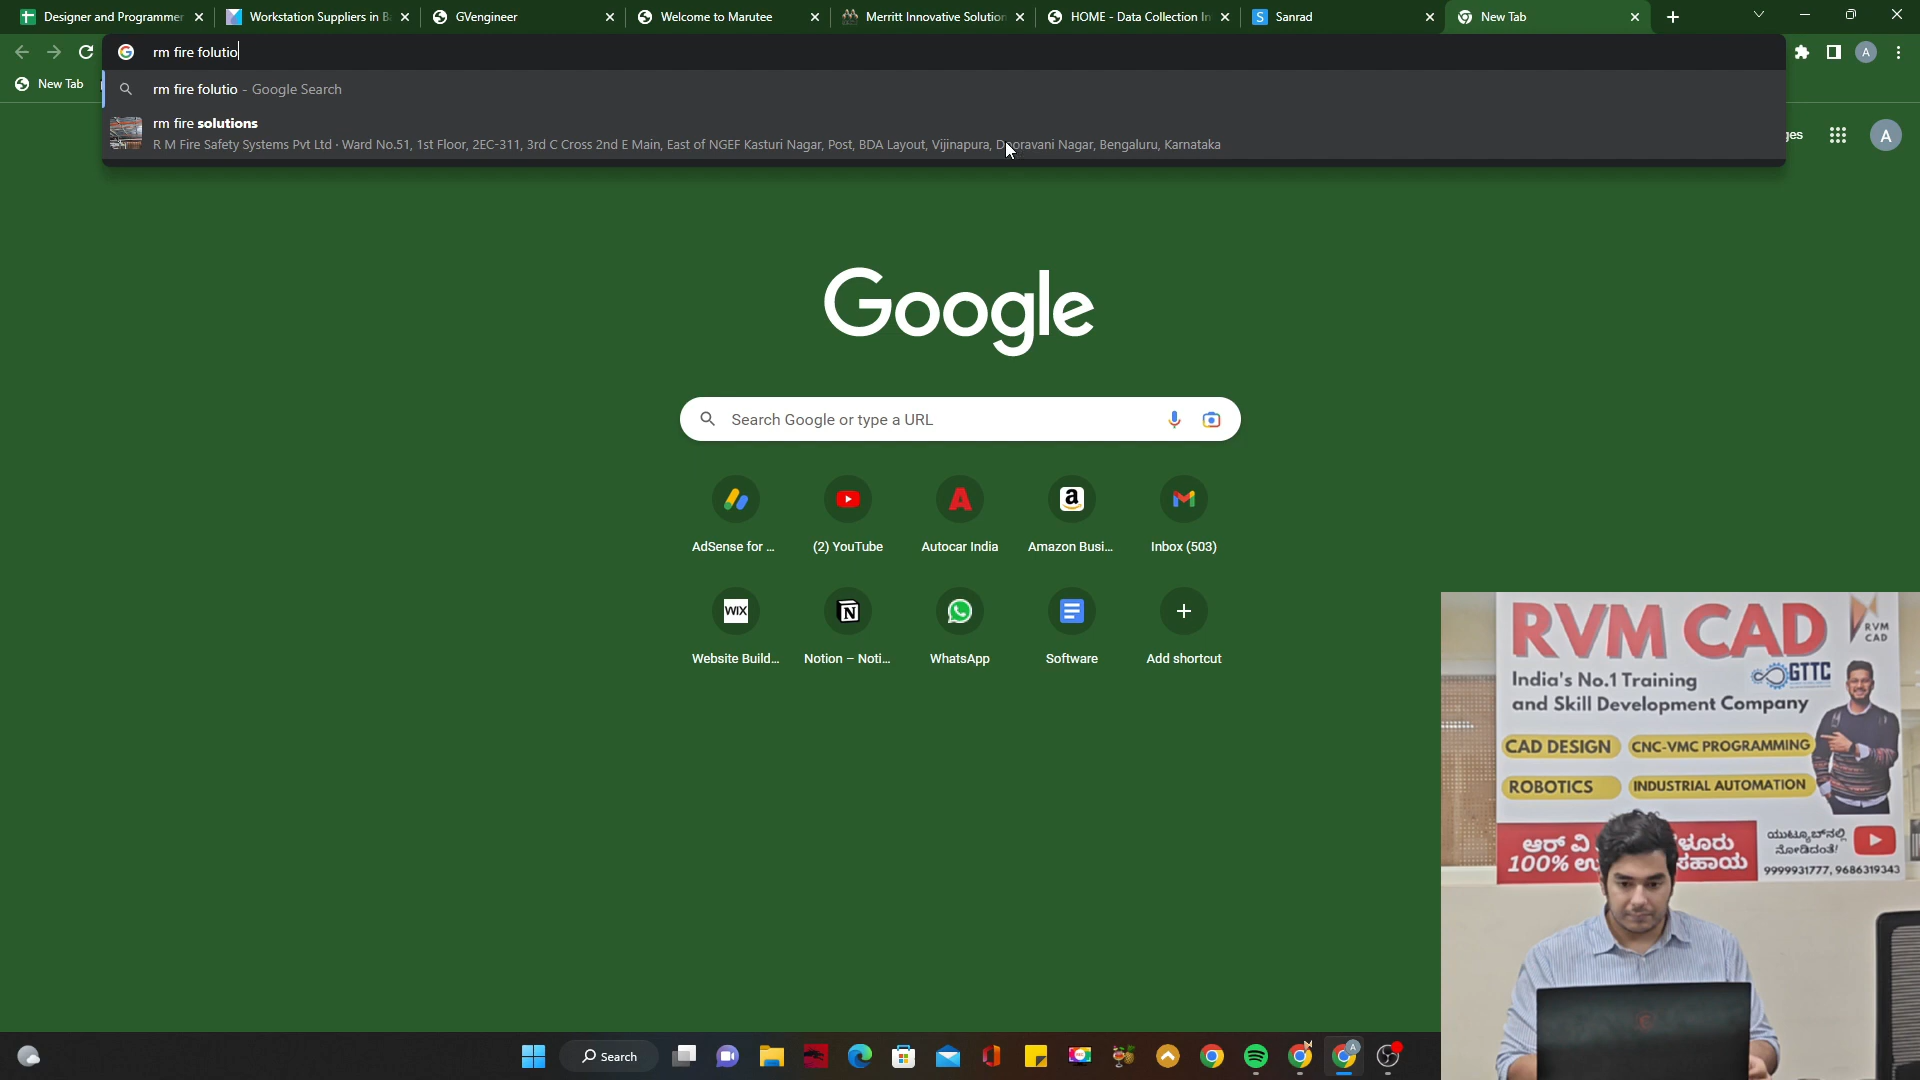 Designer and Programmer
Workstation Suppliers in B
GVengineer
Welcome to Marutee
Merritt Innovative Solution
HOME - Data Collection In
Sanrad
New Tab
rm fire folutio
New Tab
rm fire folutio - Google Search
rm fire solutions
R M Fire Safety Systems Pvt Ltd · Ward No.51, 1st Floor, 2EC-311, 3rd C Cross 2nd E Main, East of NGEF Kasturi Nagar, Post, BDA Layout, Vijinapura, Dooravani Nagar, Bengaluru, Karnataka
A
Google
Search Google or type a URL
AdSense for ...
(2) YouTube
Autocar India
Amazon Busi...
Inbox (503)
WIX
Website Build...
Notion – Noti...
WhatsApp
Software
Add shortcut
RVM CAD
RVM
CAD
India's No.1 Training
GTTC
and Skill Development Company
CAD DESIGN
CNC-VMC PROGRAMMING
ROBOTICS
INDUSTRIAL AUTOMATION
ಆರ್ ವಿ
ಯುಟ್ಯೂಬ್‌ನಲ್ಲಿ
ನೋಡಿದಂತೆ!
100%
ಸಹಾಯ
9999931777, 9686319343
Search